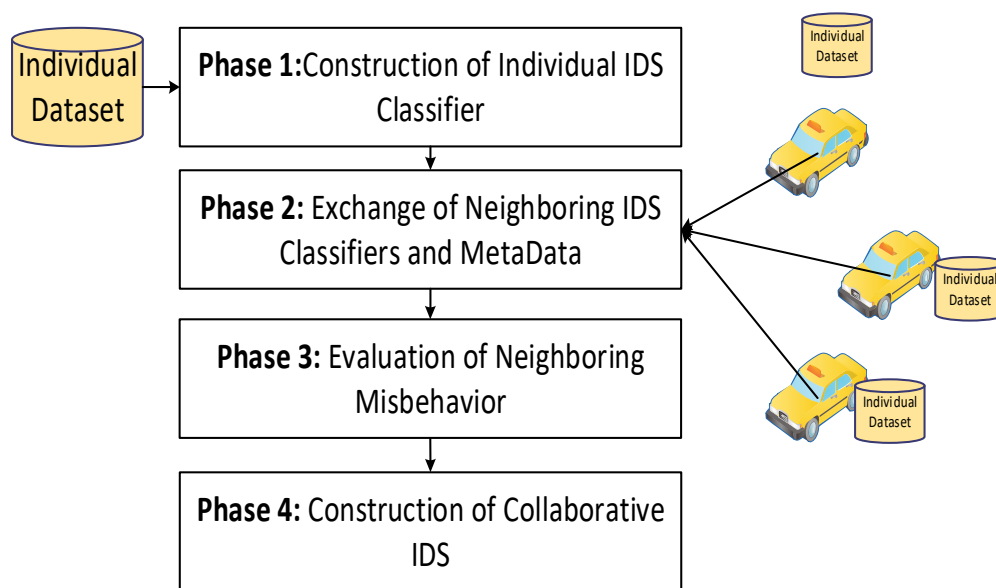 Individual
Dataset
Phase 1:Construction of Individual IDS
Classifier
Phase 2: Exchange of Neighboring IDS
Classifiers and MetaData
Phase 3: Evaluation of Neighboring
Misbehavior
Phase 4: Construction of Collaborative
IDS
Individual
Dataset
Individual
Dataset
Individual
Dataset